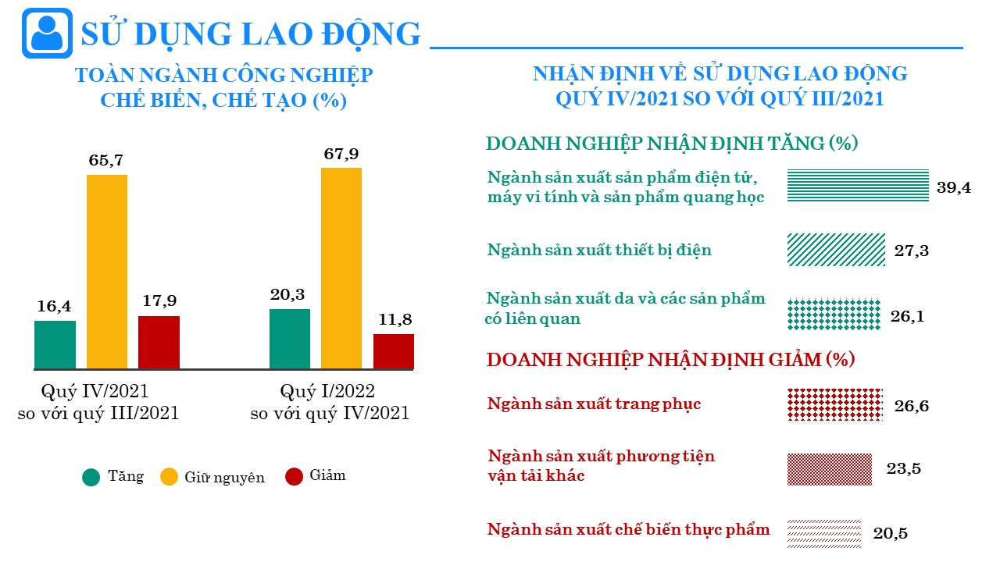 SỬ DỤNG LAO ĐỘNG
TOÀN NGÀNH CÔNG NGHIỆP
CHẾ BIẾN, CHẾ TẠO (%)
65,7
67,9
16,4
17,9
20,3
11,8
Quý IV/2021
so với quý III/2021
Quý I/2022
so với quý IV/2021
Tăng
Giữ nguyên
Giảm
NHẬN ĐỊNH VỀ SỬ DỤNG LAO ĐỘNG
QUÝ IV/2021 SO VỚI QUÝ III/2021
DOANH NGHIỆP NHẬN ĐỊNH TĂNG (%)
Ngành sản xuất sản phẩm điện tử,
máy vi tính và sản phẩm quang học
39,4
Ngành sản xuất thiết bị điện
27,3
Ngành sản xuất da và các sản phẩm
có liên quan
26,1
DOANH NGHIỆP NHẬN ĐỊNH GIẢM (%)
Ngành sản xuất trang phục
26,6
Ngành sản xuất phương tiện
vận tải khác
23,5
Ngành sản xuất chế biến thực phẩm
20,5